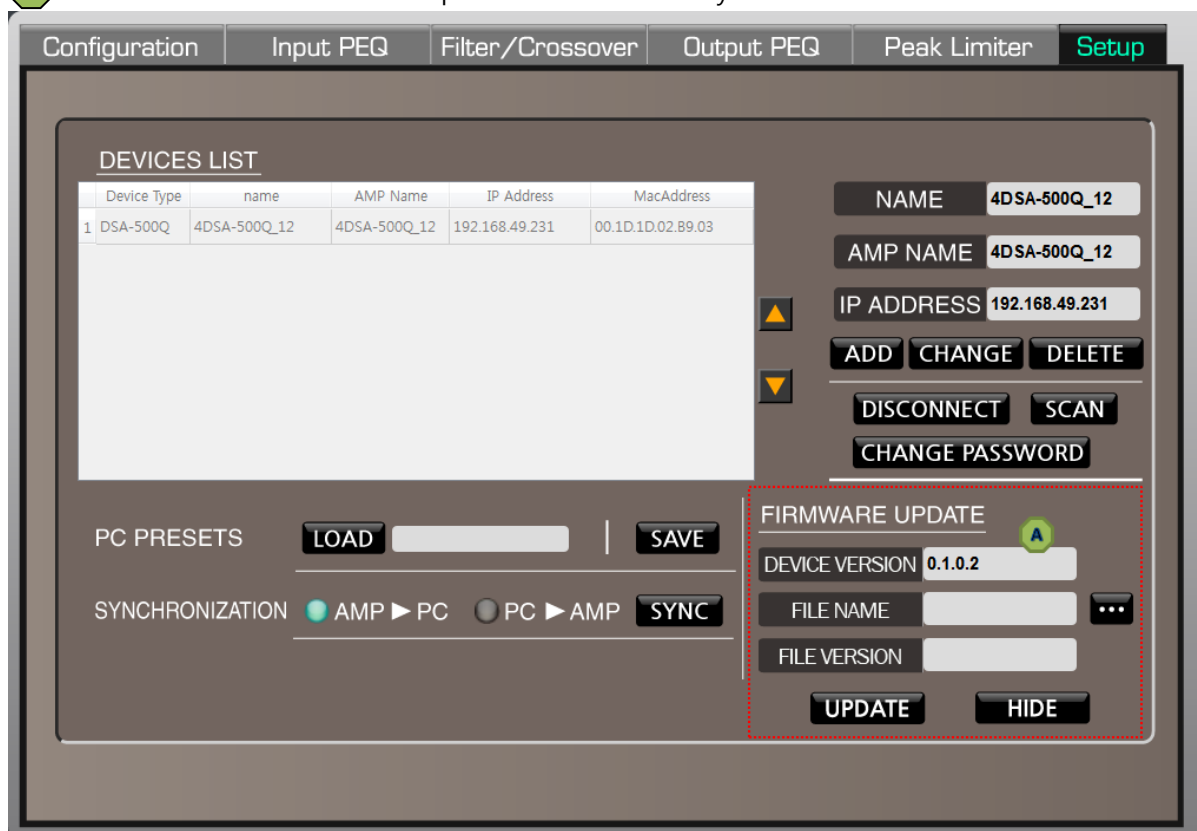 Configuration Input PEQ Filter/Crossover Output PEQ Peak Limiter Setup
DEVICES LIST
Device Type name AMP Name IP Address MacAddress
1 DSA-500Q 4DSA-500Q_12 4DSA-500Q_12 192.168.49.231 00.1D.1D.02.B9.03
NAME 4DSA-500Q_12
AMP NAME 4DSA-500Q_12
IP ADDRESS 192.168.49.231
ADD CHANGE DELETE
DISCONNECT SCAN
CHANGE PASSWORD
PC PRESETS LOAD SAVE
SYNCHRONIZATION AMP ▶ PC PC ▶ AMP SYNC
FIRMWARE UPDATE
A
DEVICE VERSION 0.1.0.2
FILE NAME ...
FILE VERSION
UPDATE HIDE